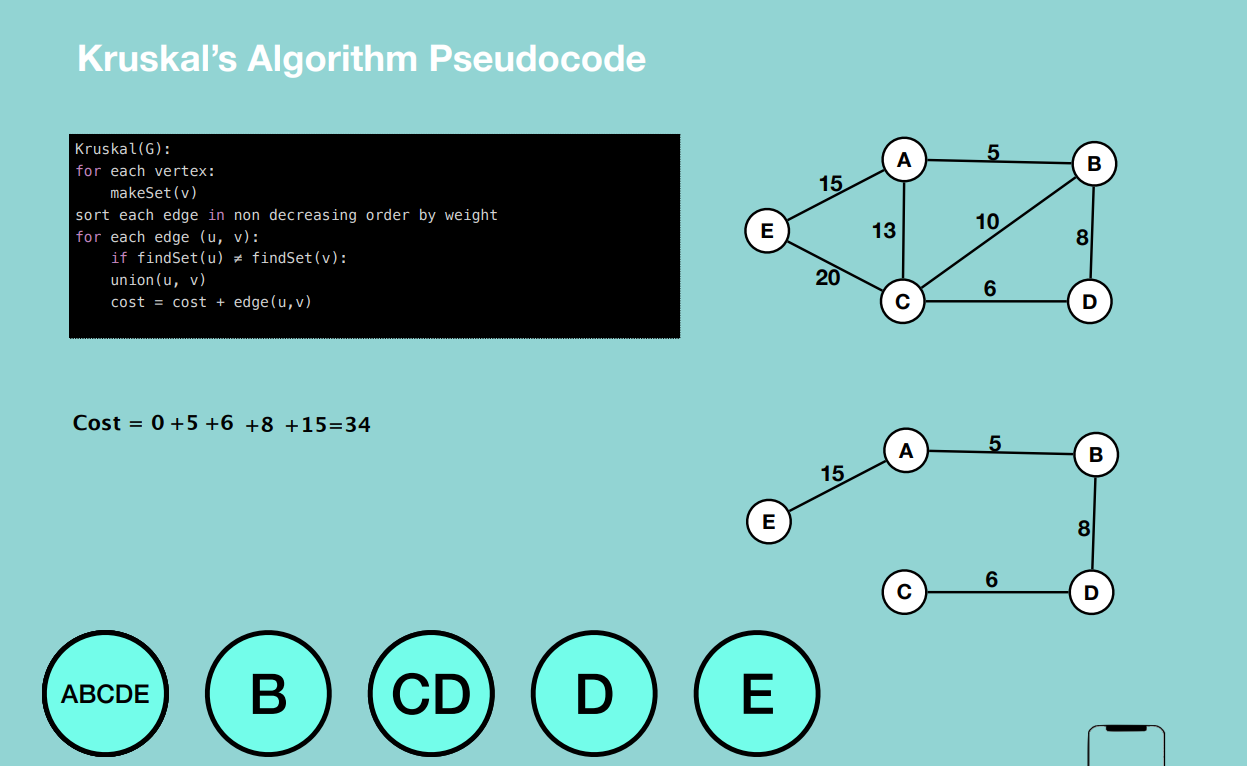 Kruskal’s Algorithm Pseudocode
Kruskal(G):
for each vertex:
    makeSet(v)
sort each edge in non decreasing order by weight
for each edge (u, v):
    if findSet(u) ≠ findSet(v):
    union(u, v)
    cost = cost + edge(u,v)
A
5
B
15
E
13
10
8
20
C
6
D
Cost = 0 +5 +6 +8 +15=34
A
5
B
15
E
8
C
6
D
ABCDE
B
CD
D
E